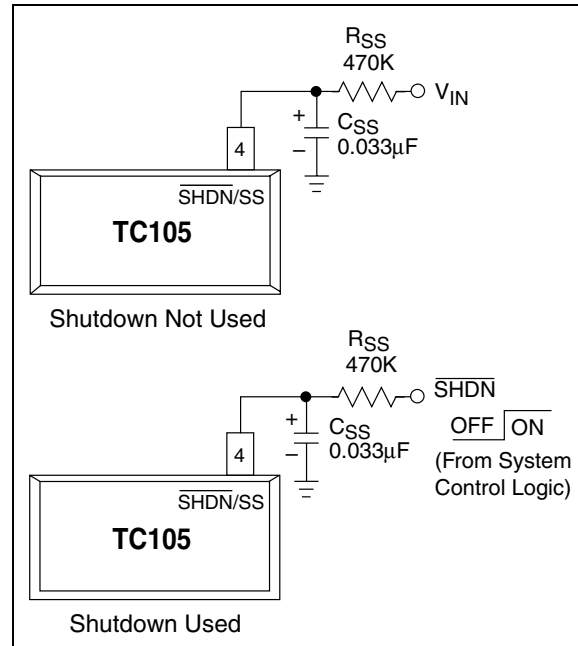 RSS
470K
VIN
+
CSS
–
0.033µF
4
SHDN/SS
TC105
Shutdown Not Used
RSS
470K
SHDN
OFF ON
+
CSS
–
0.033µF
(From System
Control Logic)
4
SHDN/SS
TC105
Shutdown Used